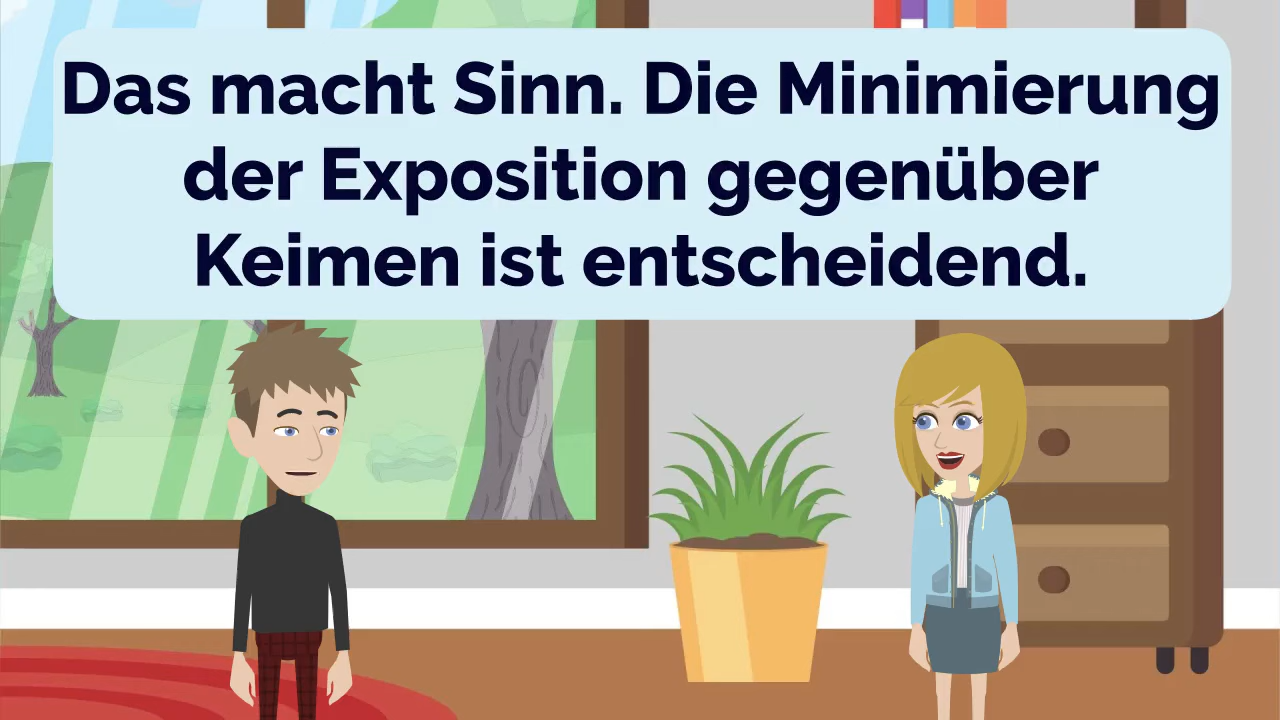 Das macht Sinn. Die Minimierung
der Exposition gegenüber
Keimen ist entscheidend.